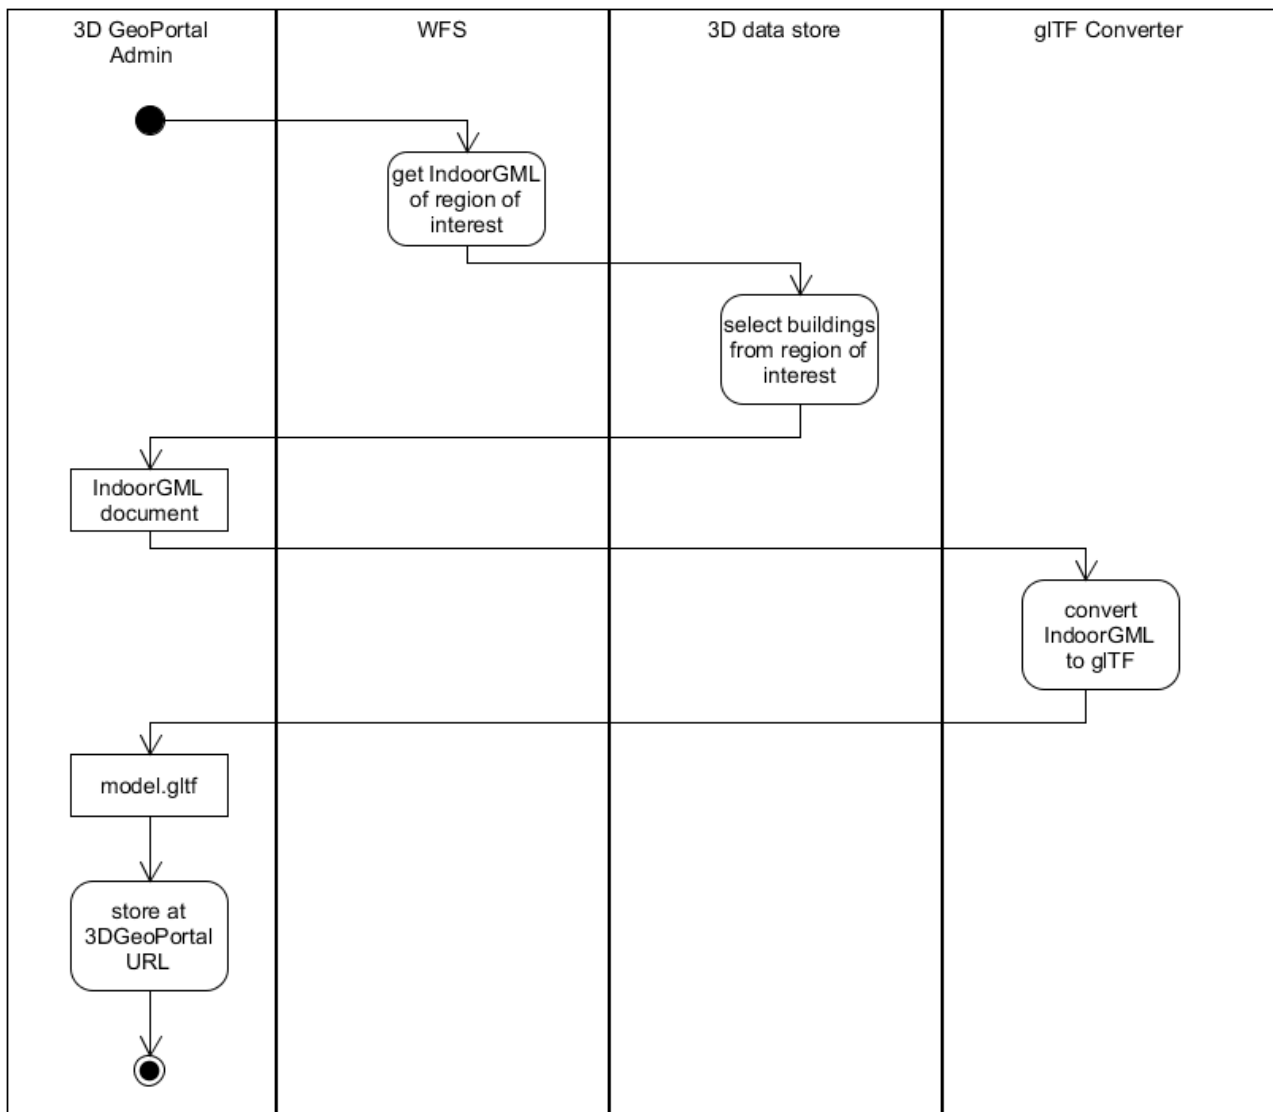 3D GeoPortal
Admin
WFS
3D data store
glTF Converter
get IndoorGML
of region of
interest
select buildings
from region of
interest
IndoorGML
document
convert
IndoorGML
to glTF
model.gltf
store at
3DGeoPortal
URL